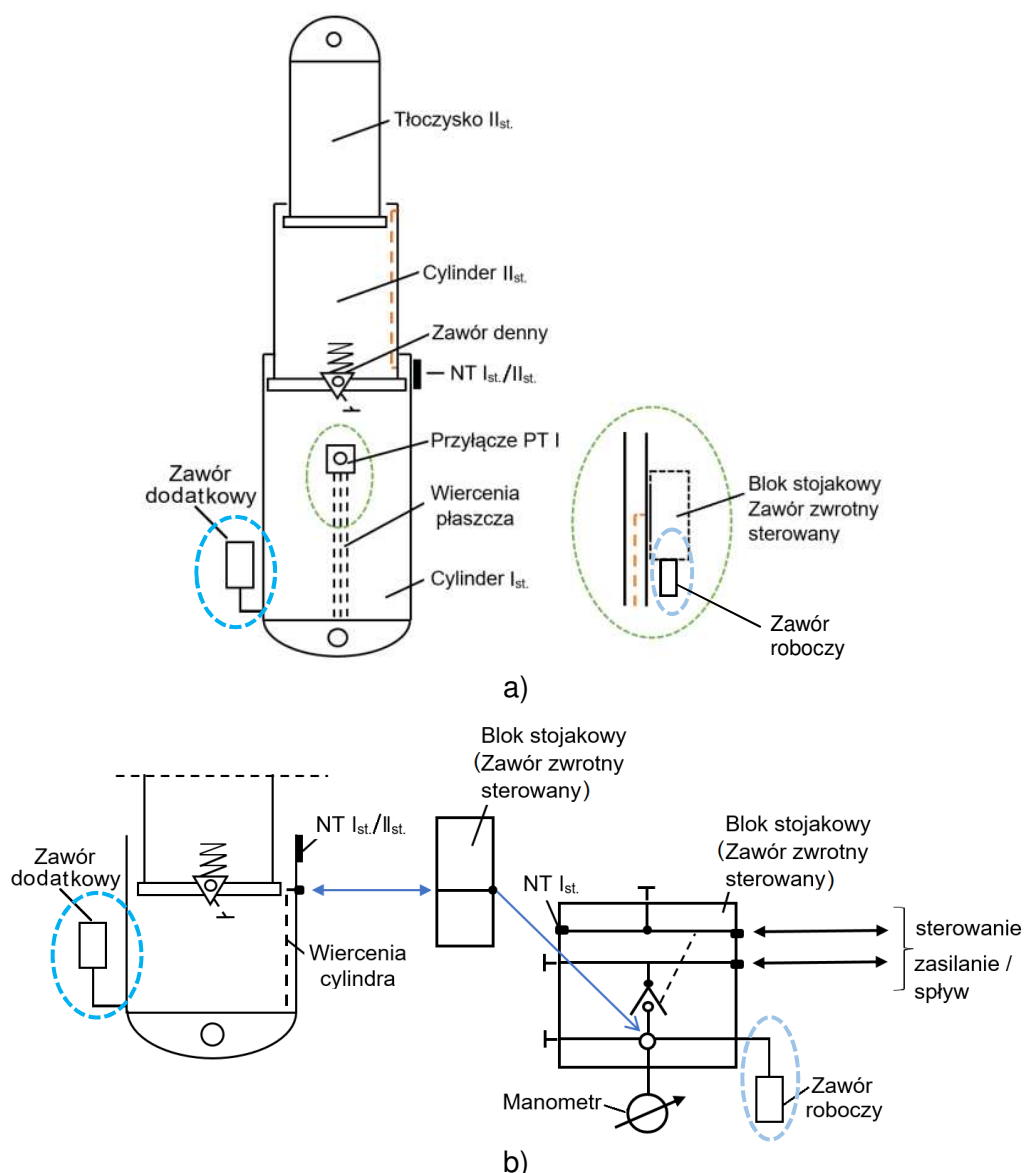 Tłoczysko IIst.
Cylinder IIst.
Zawór denny
NT Ist./IIst.
Przyłącze PT I
Zawór
dodatkowy
Wiercenia
płaszcza
Cylinder Ist.
Blok stojakowy
Zawór zwrotny
sterowany
Zawór
roboczy
a)
Blok stojakowy
(Zawór zwrotny
sterowany)
NT Ist./IIst.
Zawór
dodatkowy
Wiercenia
cylindra
Blok stojakowy
(Zawór zwrotny
sterowany)
NT Ist.
sterowanie
zasilanie /
spływ
Manometr
Zawór
roboczy
b)